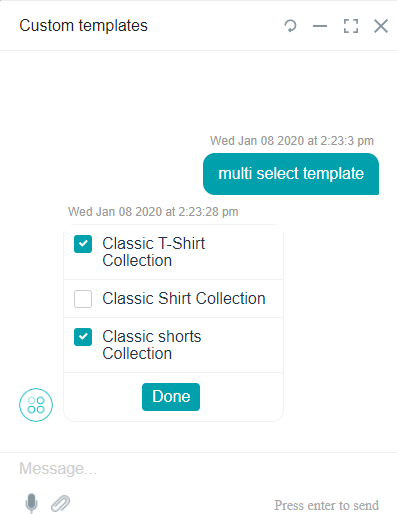 Custom templates
Wed Jan 08 2020 at 2:23:3 pm
multi select template
Wed Jan 08 2020 at 2:23:28 pm
Classic T-Shirt
Collection
Classic Shirt Collection
Classic shorts
Collection
Done
Message...
Press enter to send